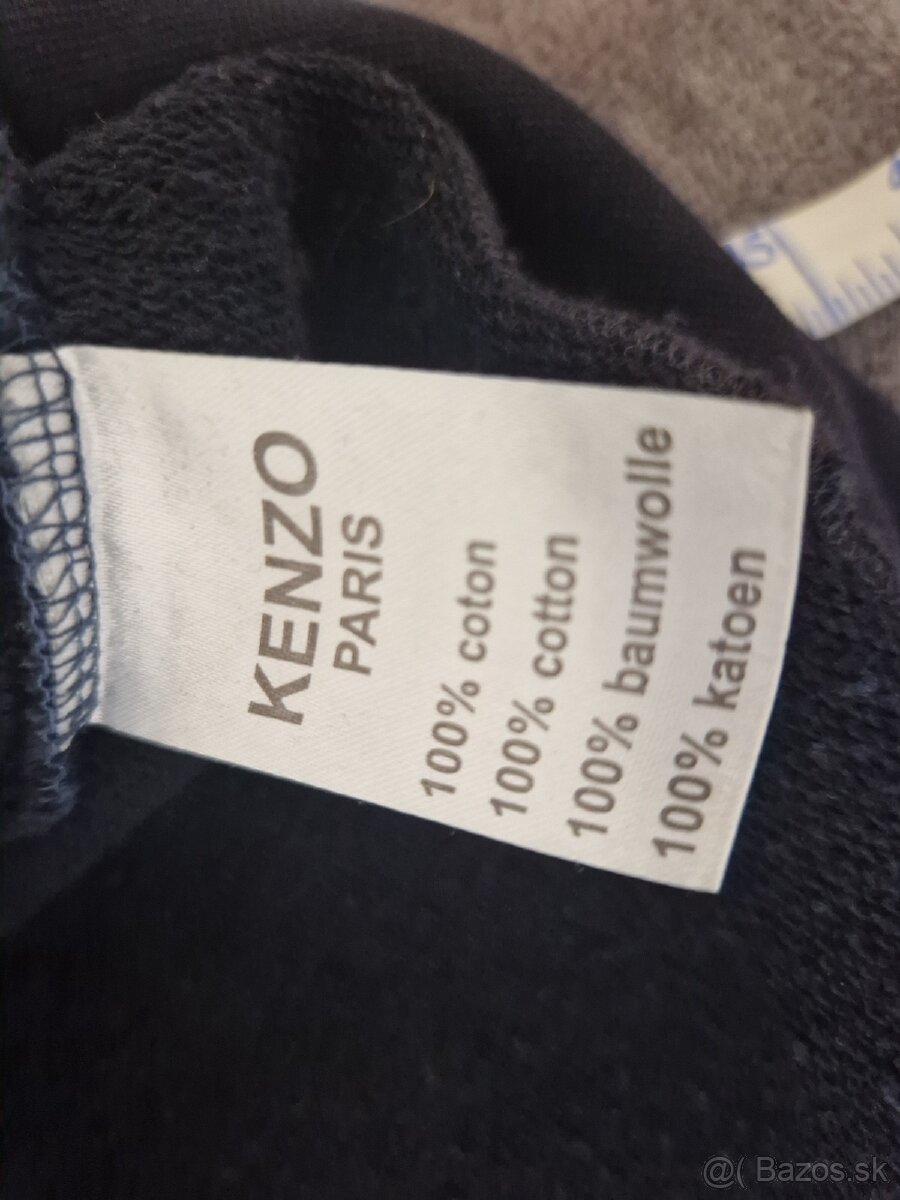 KENZO
PARIS
100% coton
100% cotton
100% baumwolle
100% katoen
@( Bazos.sk